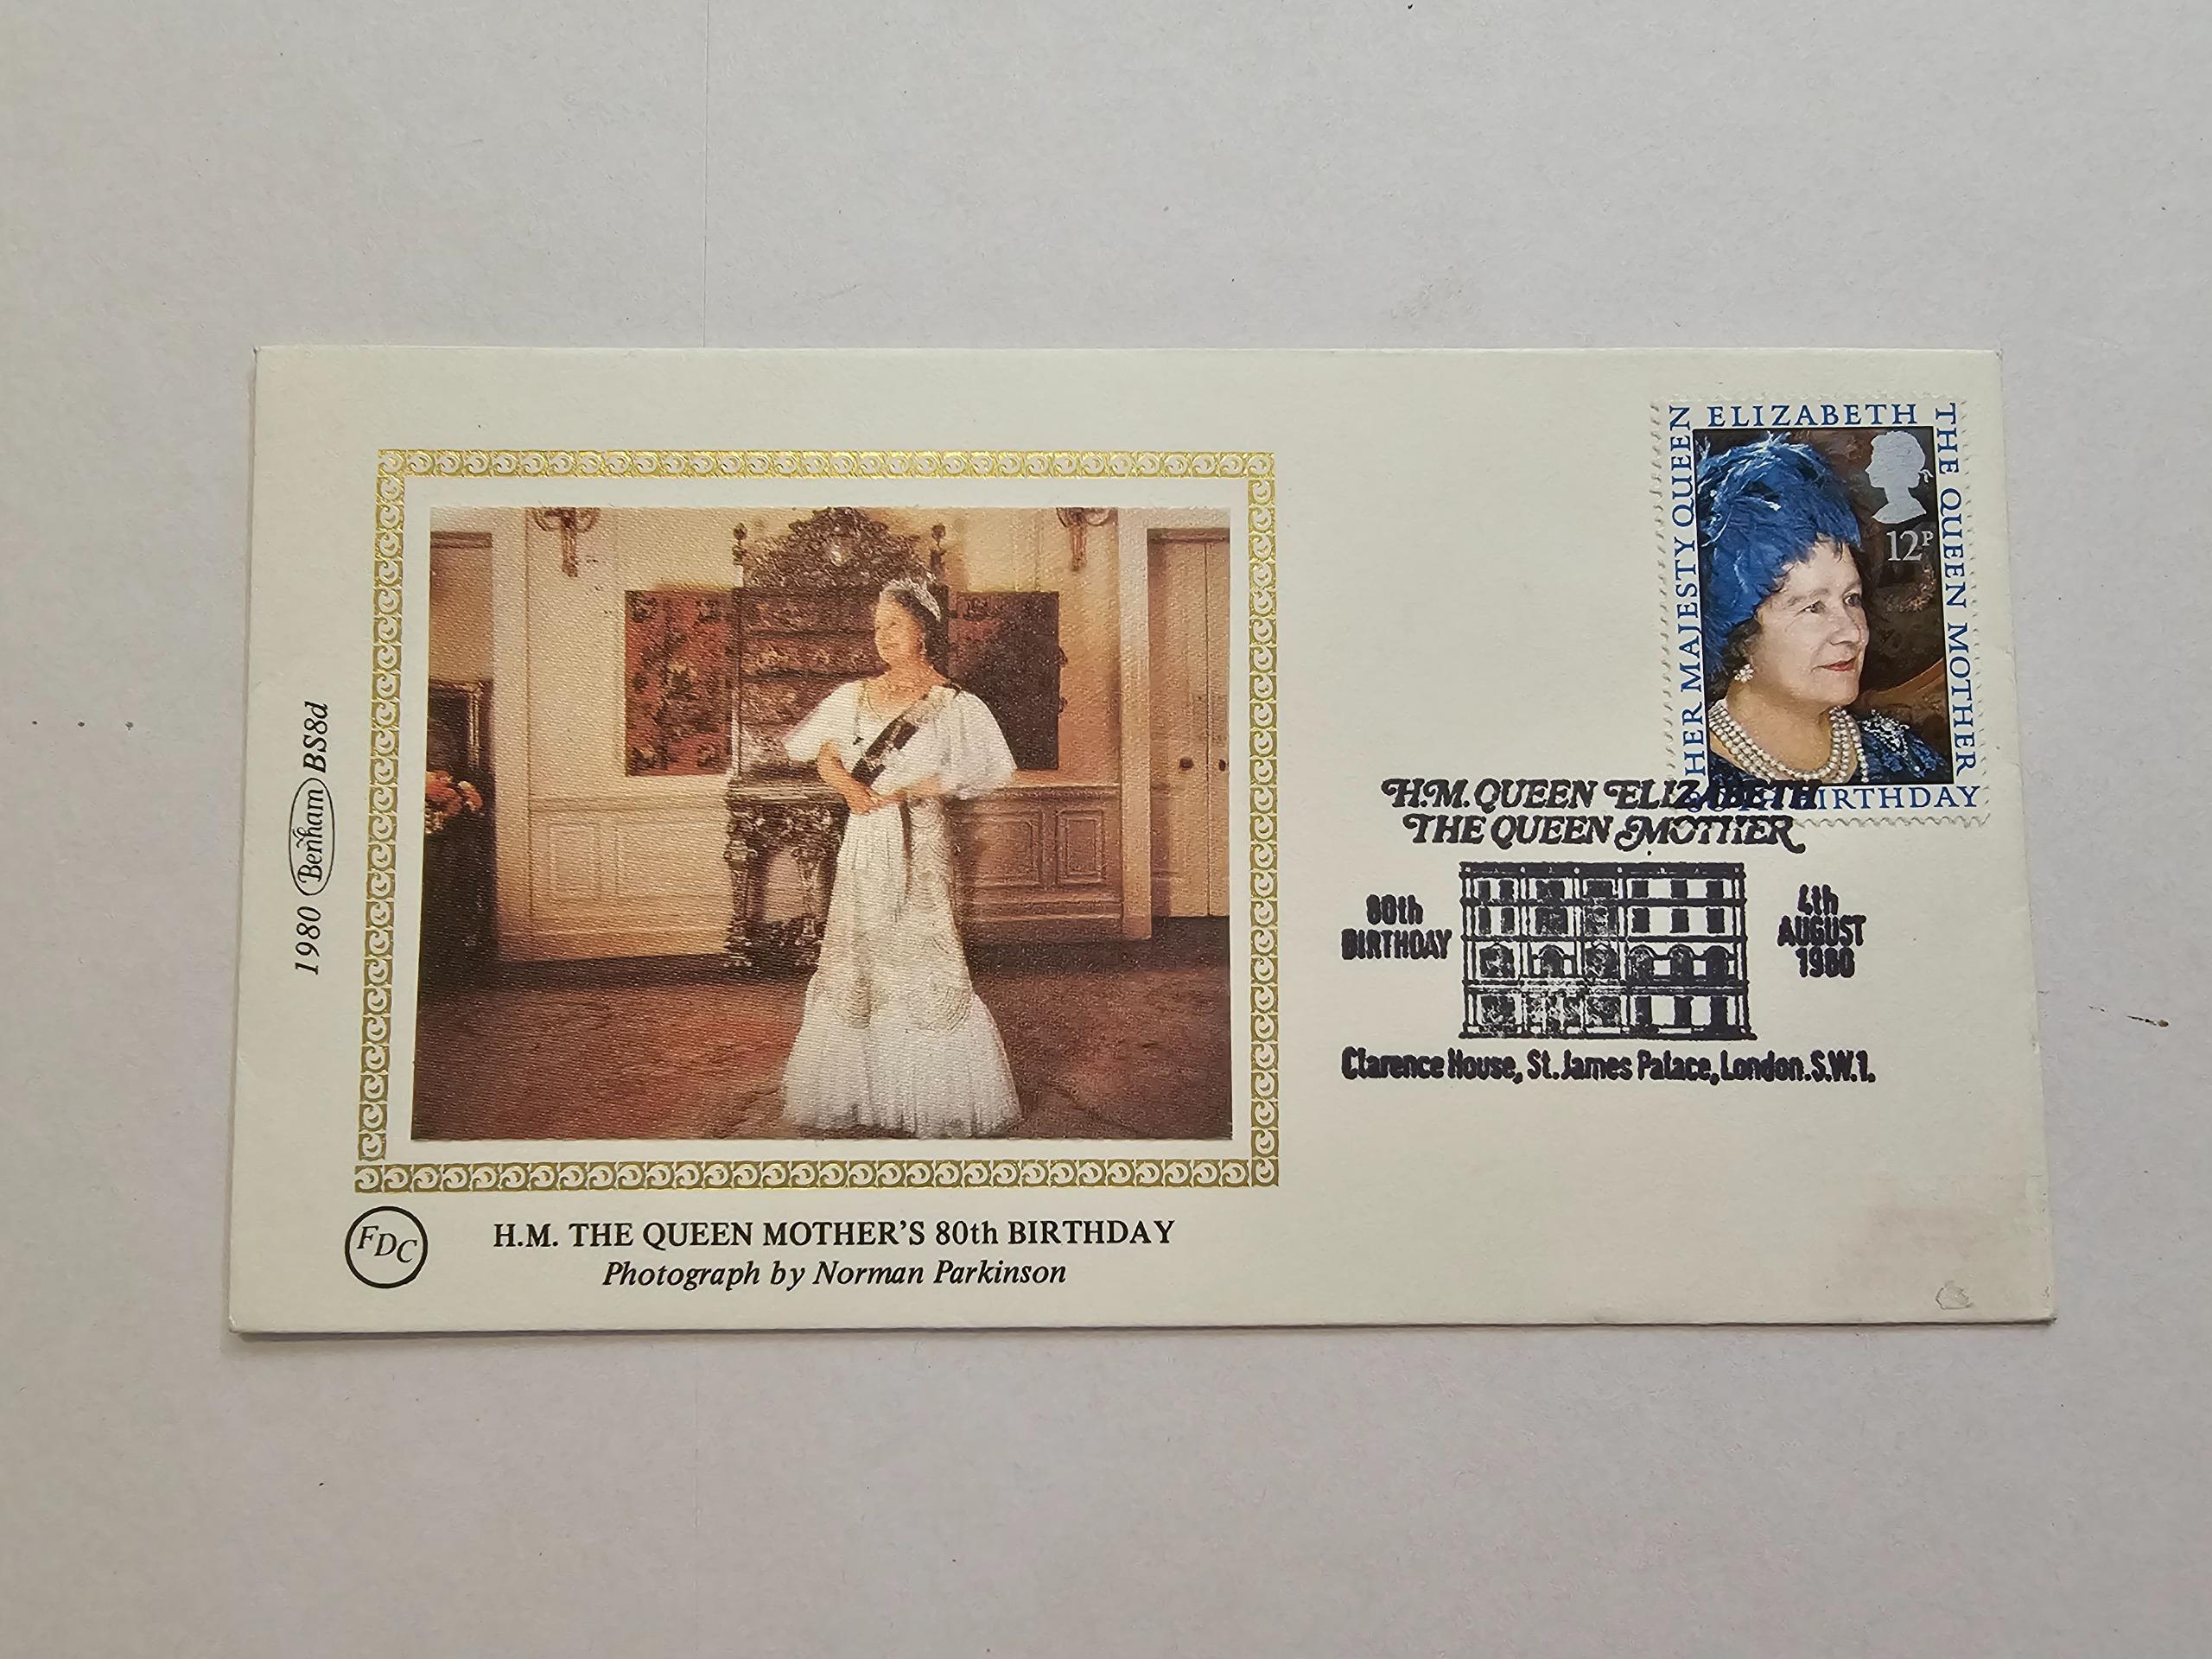 1980 Benham BS8d
FDC
H.M. THE QUEEN MOTHER'S 80th BIRTHDAY
Photograph by Norman Parkinson
HER MAJESTY QUEEN
ELIZABETH
THE QUEEN MOTHER
80TH BIRTHDAY
12P
H.M. QUEEN ELIZABETH
THE QUEEN MOTHER
80th
BIRTHDAY
4th
AUGUST
1980
Clarence House, St. James Palace, London. S.W.1.